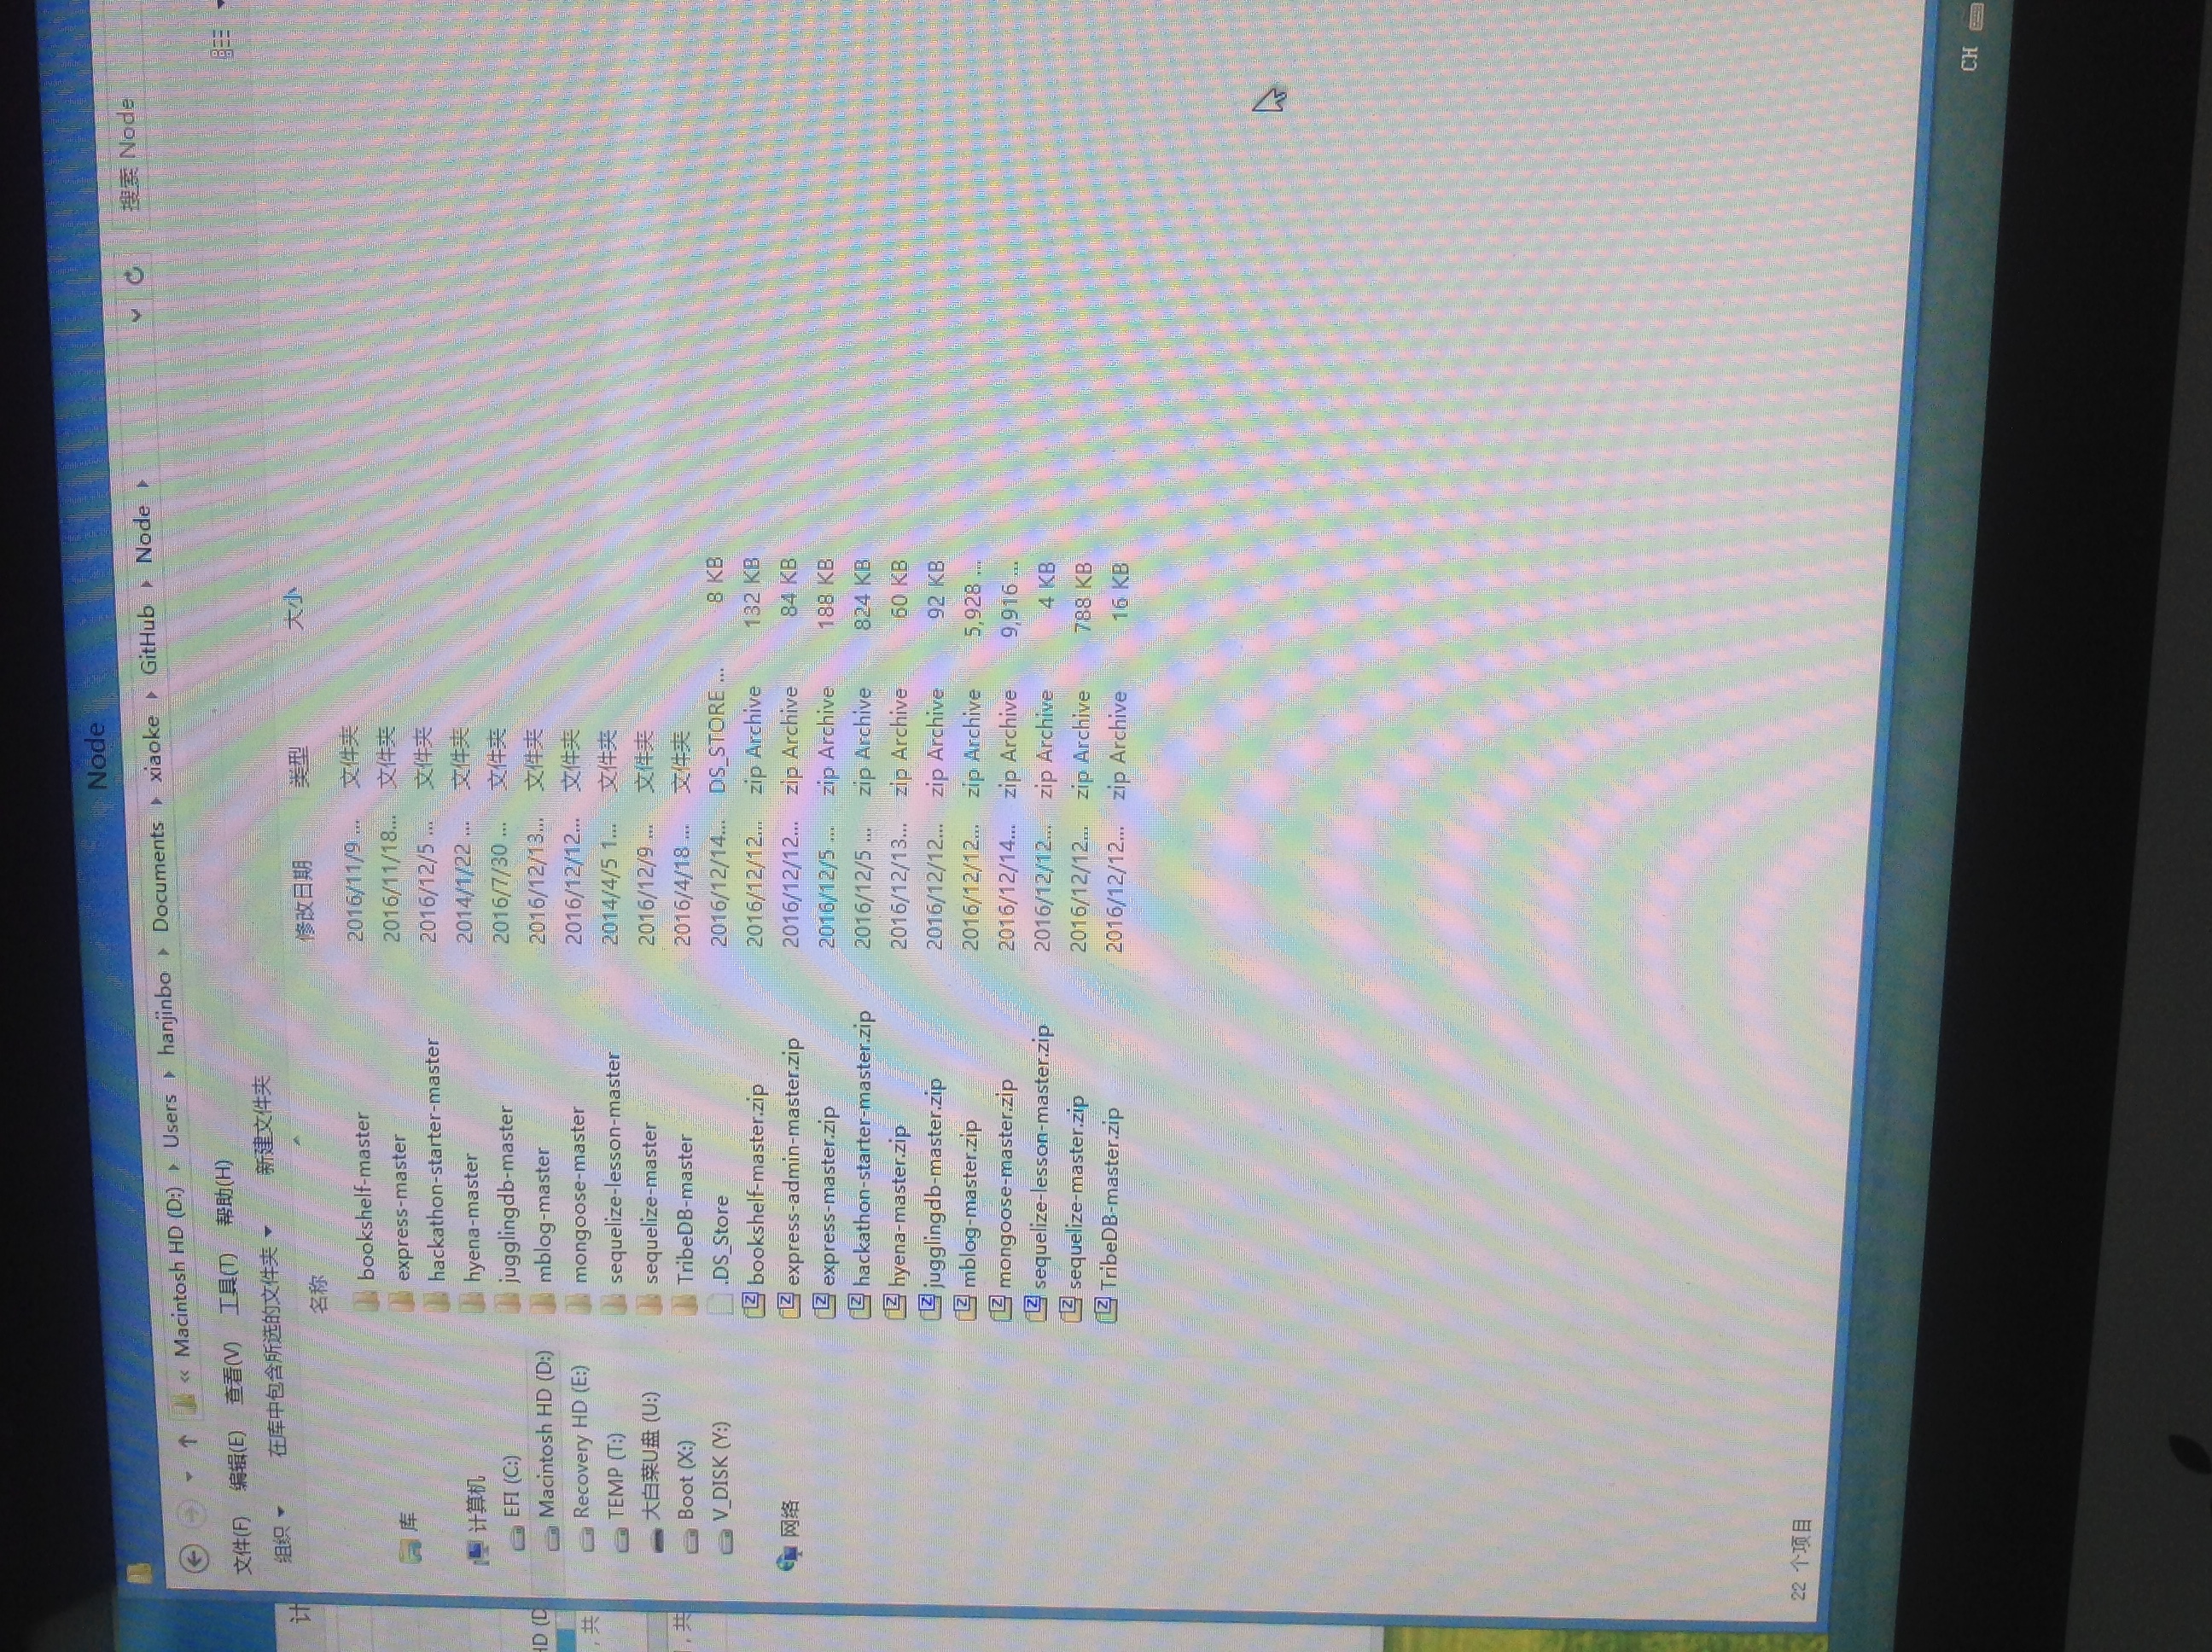 Node
« Macintosh HD (D:) Users hanjinbo Documents xiaoke GitHub Node 搜索 Node
文件(F) 编辑(E) 查看(V) 工具(T) 帮助(H)
组织 在库中包含所选的文件夹 新建文件夹
计
HD (D
, 共
, 共
库
计算机
EFI (C:)
Macintosh HD (D:)
Recovery HD (E:)
TEMP (T:)
大白菜U盘 (U:)
Boot (X:)
V_DISK (Y:)
网络
名称 修改日期 类型 大小
bookshelf-master 2016/11/9 ... 文件夹
express-master 2016/11/18... 文件夹
hackathon-starter-master 2016/12/5 ... 文件夹
hyena-master 2014/1/22 ... 文件夹
jugglingdb-master 2016/7/30 ... 文件夹
mblog-master 2016/12/13... 文件夹
mongoose-master 2016/12/12... 文件夹
sequelize-lesson-master 2014/4/5 1... 文件夹
sequelize-master 2016/12/9 ... 文件夹
TribeDB-master 2016/4/18 ... 文件夹
.DS_Store 2016/12/14... DS_STORE ... 8 KB
bookshelf-master.zip 2016/12/12... zip Archive 132 KB
express-admin-master.zip 2016/12/12... zip Archive 84 KB
express-master.zip 2016/12/5 ... zip Archive 188 KB
hackathon-starter-master.zip 2016/12/5 ... zip Archive 824 KB
hyena-master.zip 2016/12/13... zip Archive 60 KB
jugglingdb-master.zip 2016/12/12... zip Archive 92 KB
mblog-master.zip 2016/12/12... zip Archive 5,928 ...
mongoose-master.zip 2016/12/14... zip Archive 9,916 ...
sequelize-lesson-master.zip 2016/12/12... zip Archive 4 KB
sequelize-master.zip 2016/12/12... zip Archive 788 KB
TribeDB-master.zip 2016/12/12... zip Archive 16 KB
22 个项目
CH